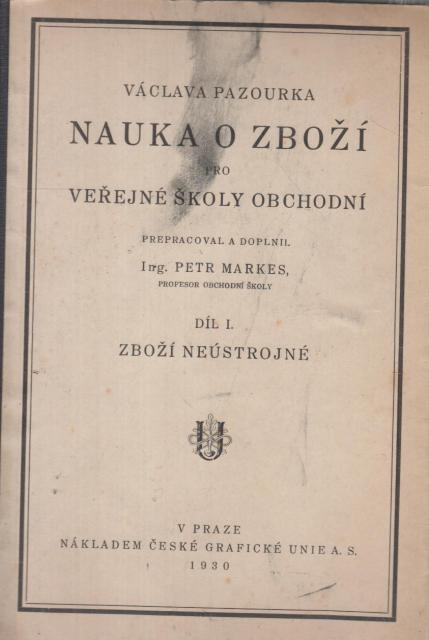 VÁCLAVA PAZOURKA
NAUKA O ZBOŽÍ
PRO
VEŘEJNÉ ŠKOLY OBCHODNÍ
PREPRACOVAL A DOPLNIL
Ing. PETR MARKES,
PROFESOR OBCHODNÍ ŠKOLY
DÍL I.
ZBOŽÍ NEÚSTROJNÉ
V PRAZE
NÁKLADEM ČESKÉ GRAFICKÉ UNIE A. S.
1930